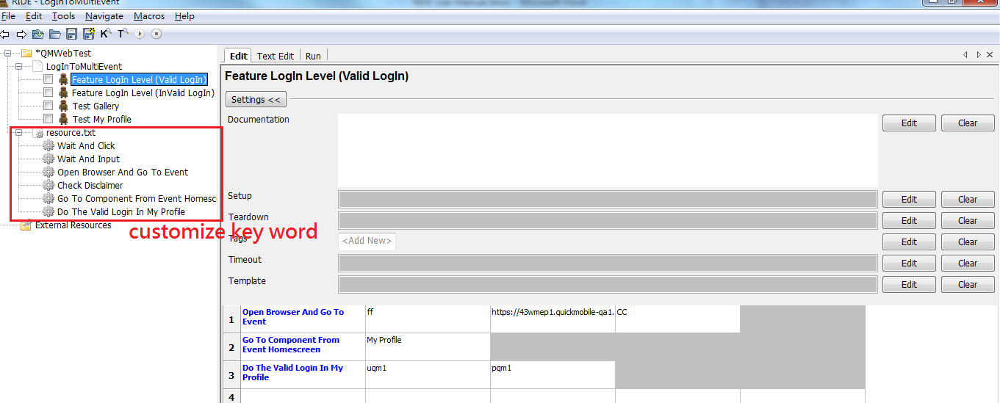 RIDE - LogInToMultiEvent
File Edit Tools Navigate Macros Help
*QMWebTest
LogInToMultiEvent
Feature LogIn Level (Valid LogIn)
Feature LogIn Level (InValid LogIn)
Test Gallery
Test My Profile
resource.txt
Wait And Click
Wait And Input
Open Browser And Go To Event
Check Disclaimer
Go To Component From Event Homesc
Do The Valid Login In My Profile
External Resources
customize key word
Edit Text Edit Run
Feature LogIn Level (Valid LogIn)
Settings <<
Documentation Edit Clear
Setup Edit Clear
Teardown Edit Clear
Tags <Add New> Edit Clear
Timeout Edit Clear
Template Edit Clear
1 Open Browser And Go To ff https://43wmep1.quickmobile-qa1. CC
Event
2 Go To Component From My Profile
Event Homescreen
3 Do The Valid Login In My uqm1 pqm1
Profile
4